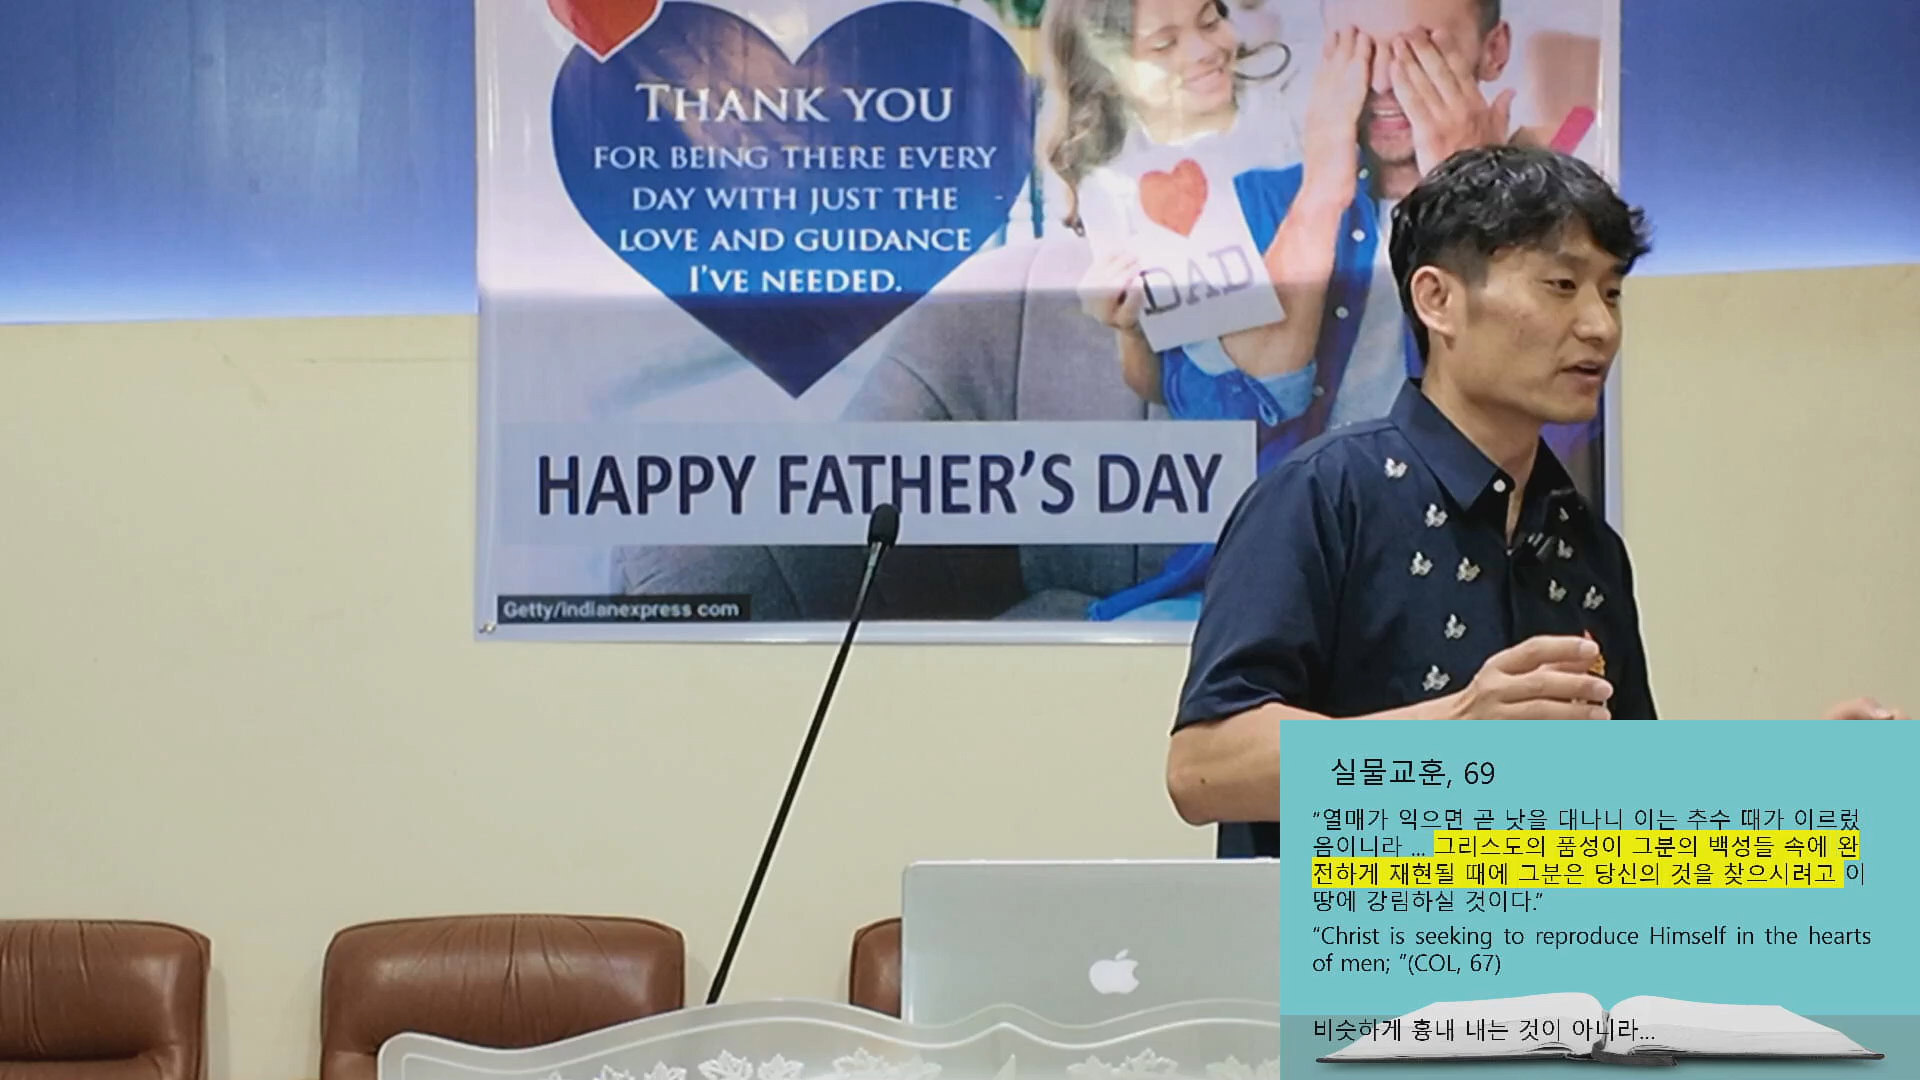 THANK YOU
FOR BEING THERE EVERY
DAY WITH JUST THE
LOVE AND GUIDANCE
I'VE NEEDED.
I
DAD
HAPPY FATHER'S DAY
Getty/indianexpress com
실물교훈, 69
"열매가 익으면 곧 낫을 대나니 이는 추수 때가 이르렀
음이니라 ... 그리스도의 품성이 그분의 백성들 속에 완
전하게 재현될 때에 그분은 당신의 것을 찾으시려고 이
땅에 강림하실 것이다."
"Christ is seeking to reproduce Himself in the hearts
of men; "(COL, 67)
비슷하게 흉내 내는 것이 아니라...